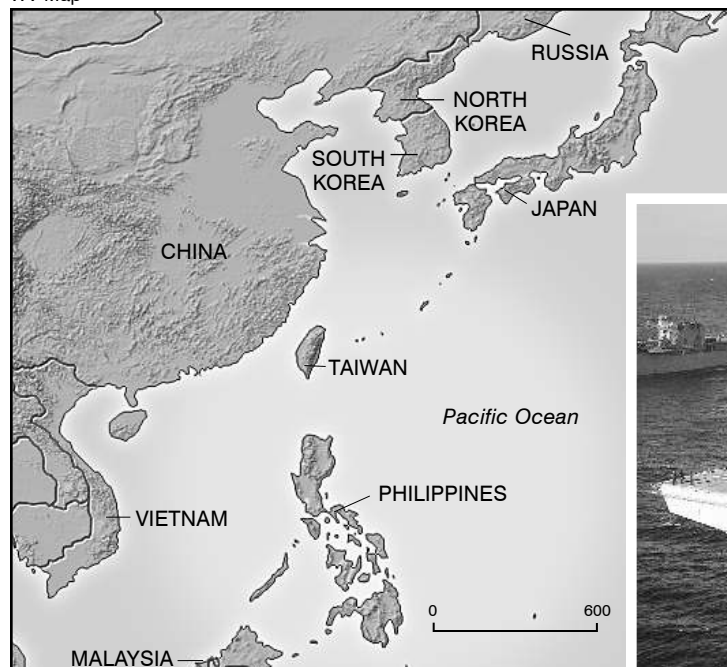 RUSSIA
NORTH
KOREA
SOUTH
KOREA
JAPAN
CHINA
TAIWAN
Pacific Ocean
PHILIPPINES
VIETNAM
0 600
MALAYSIA